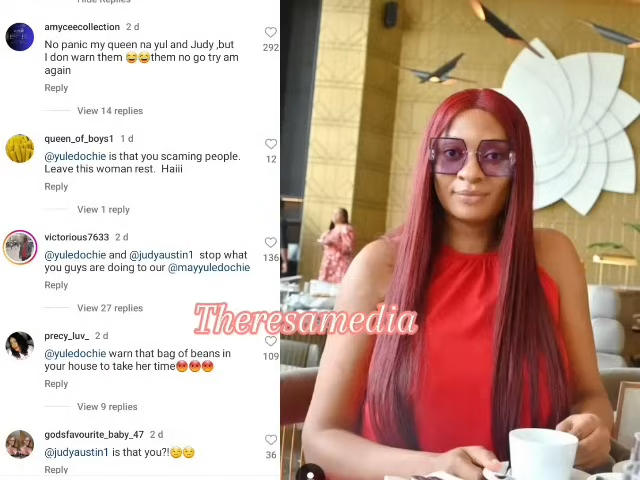 Hide Replies
amyceecollection 2 d
No panic my queen na yul and Judy ,but
I don warn them 😂😂them no go try am
again
292
Reply
View 14 replies
queen_of_boys1 1 d
@yuledochie is that you scaming people.
Leave this woman rest.  Haiii
12
Reply
View 1 reply
victorious7633 2 d
@yuledochie and @judyaustin1  stop what
you guys are doing to our @mayyuledochie
136
Reply
View 27 replies
Theresamedia
precy_luv_ 2 d
@yuledochie warn that bag of beans in
your house to take her time😡😡😡
109
Reply
View 9 replies
godsfavourite_baby_47 2 d
@judyaustin1 is that you?!😏😏
36
Reply